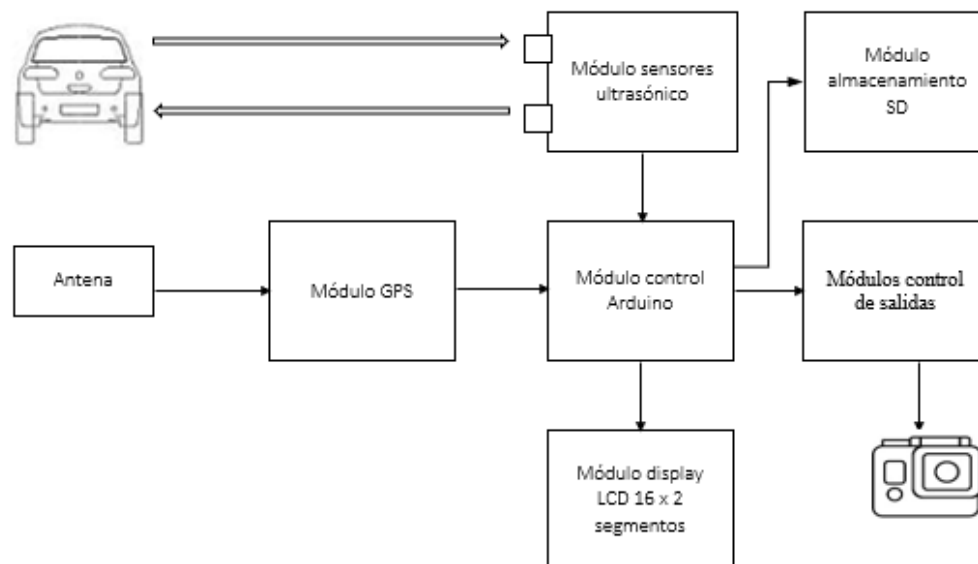 Módulo sensores
ultrasónico
Módulo
almacenamiento
SD
Antena
Módulo GPS
Módulo control
Arduino
Módulos control
de salidas
Módulo display
LCD 16 x 2
segmentos